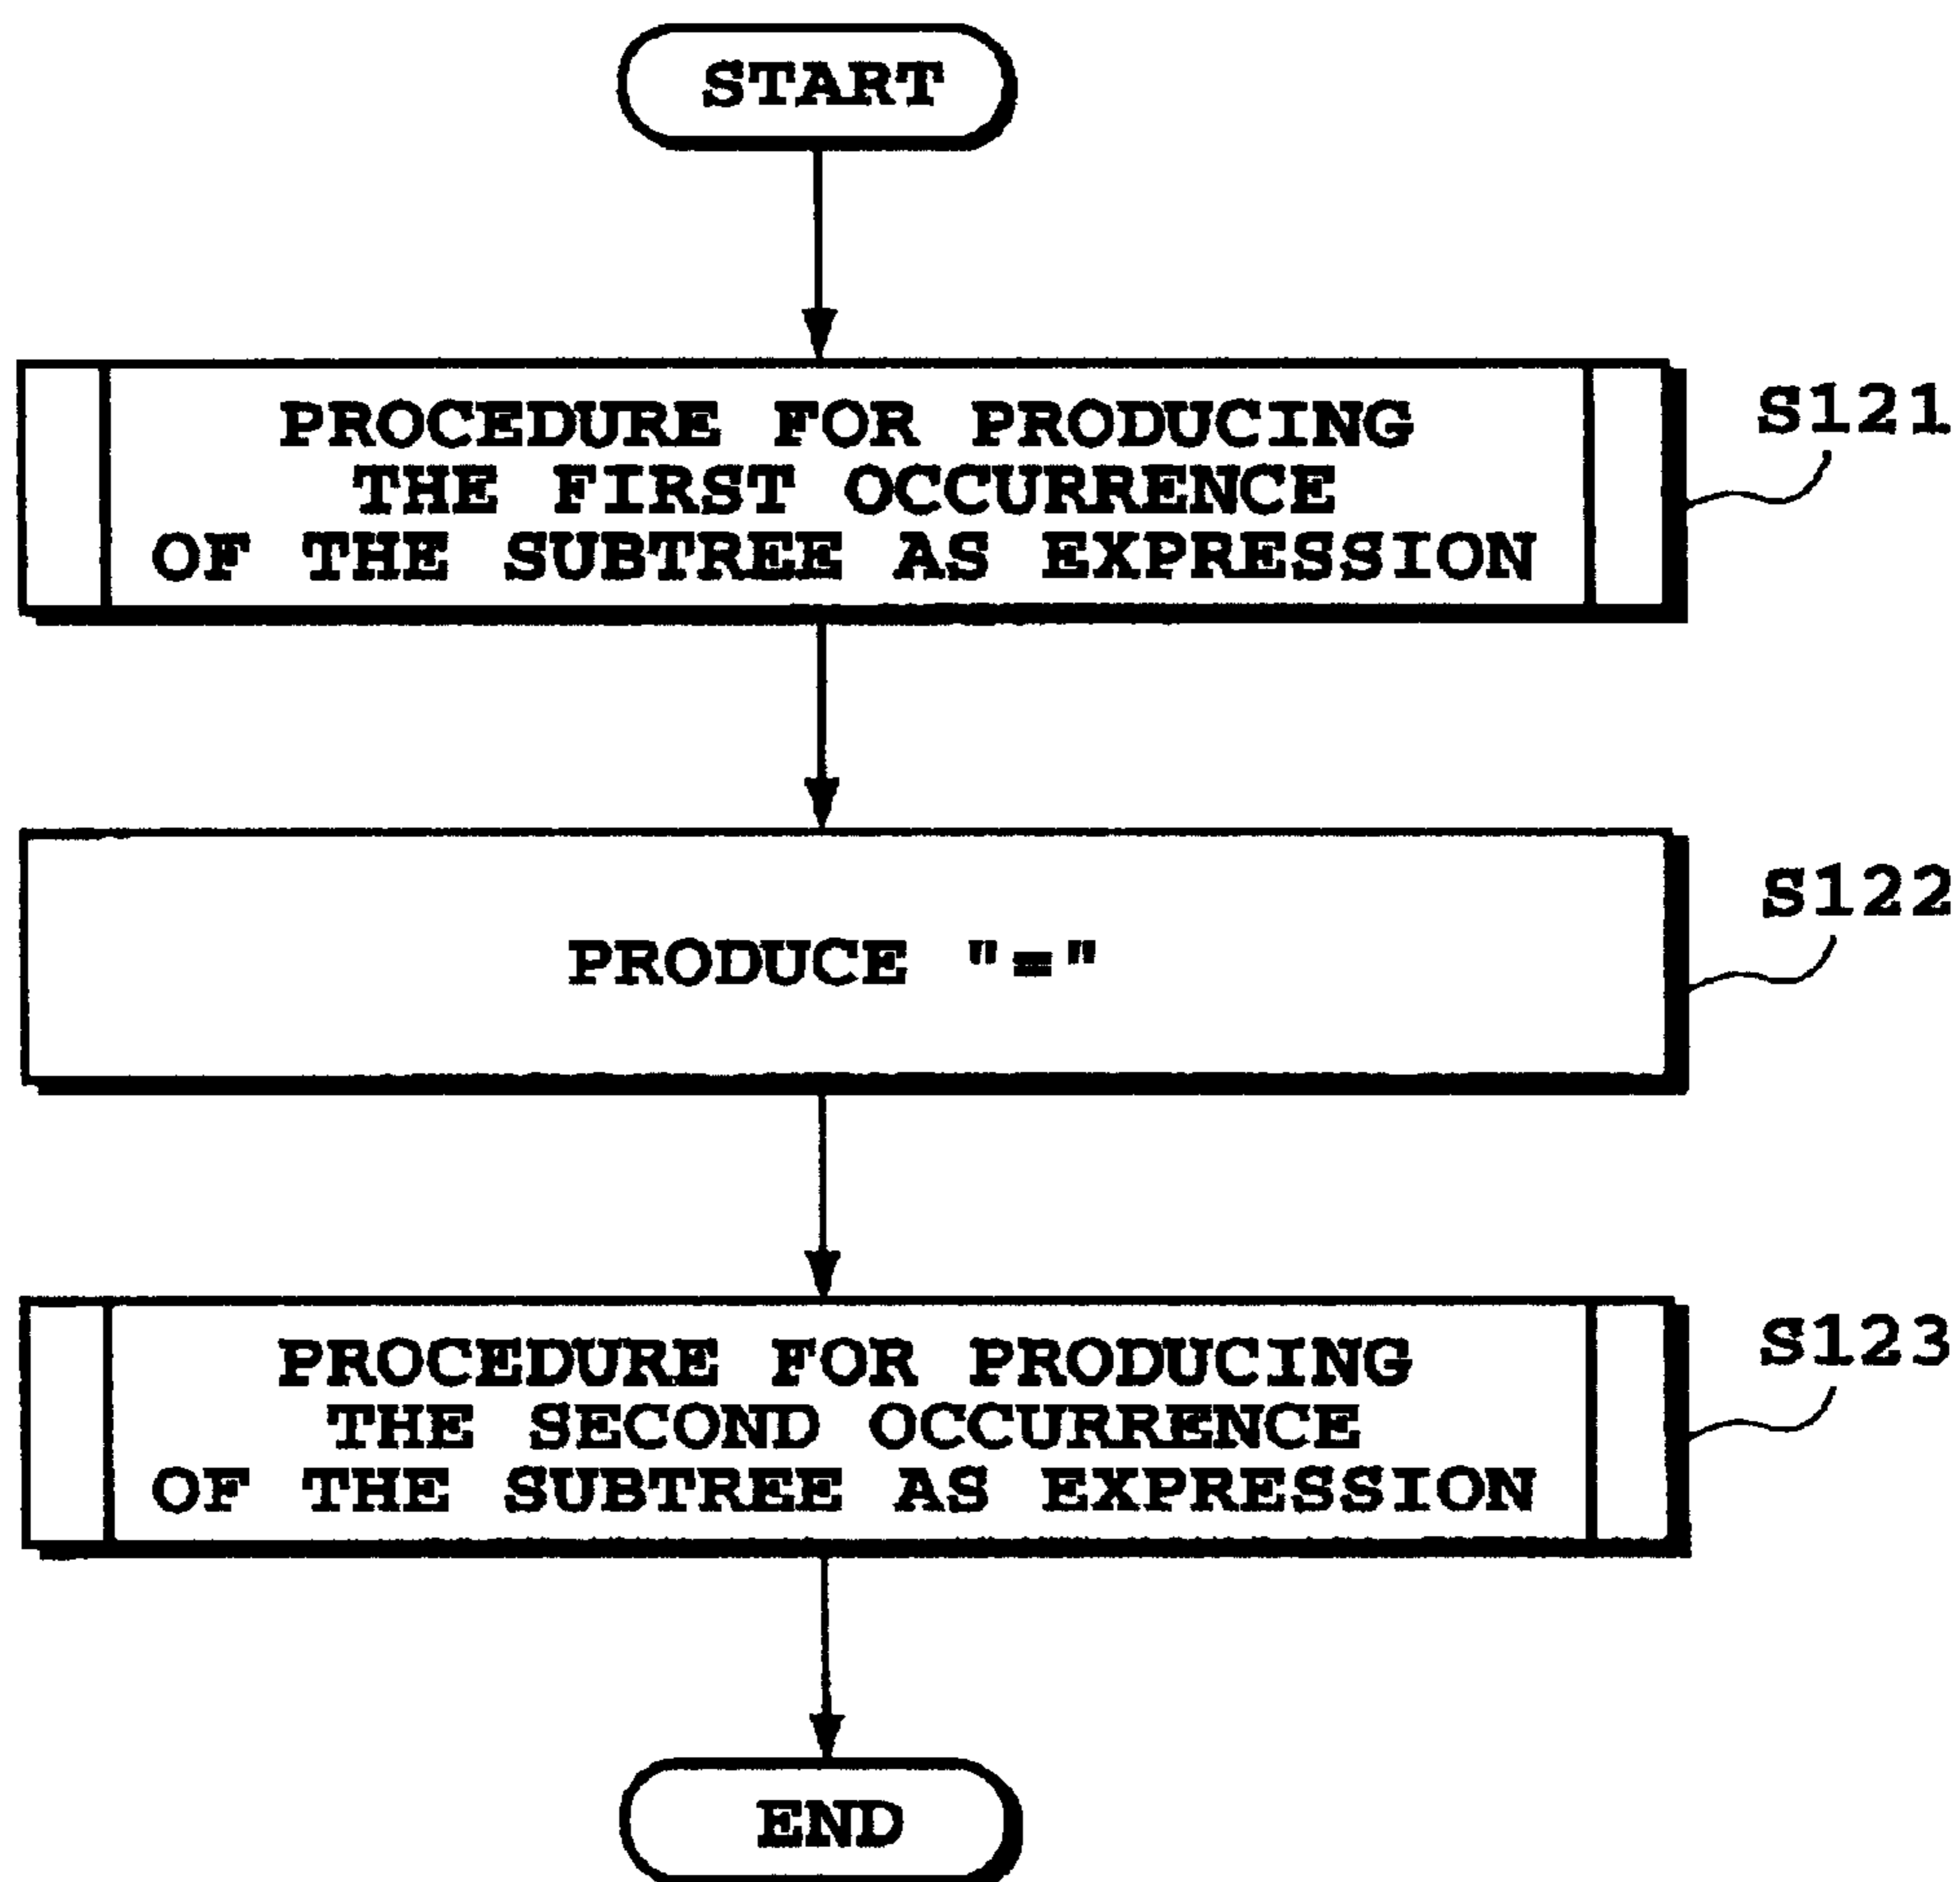 START
PROCEDURE FOR PRODUCING
THE FIRST OCCURRENCE
OF THE SUBTREE AS EXPRESSION
S121
PRODUCE "="
S122
PROCEDURE FOR PRODUCING
THE SECOND OCCURRENCE
OF THE SUBTREE AS EXPRESSION
S123
END